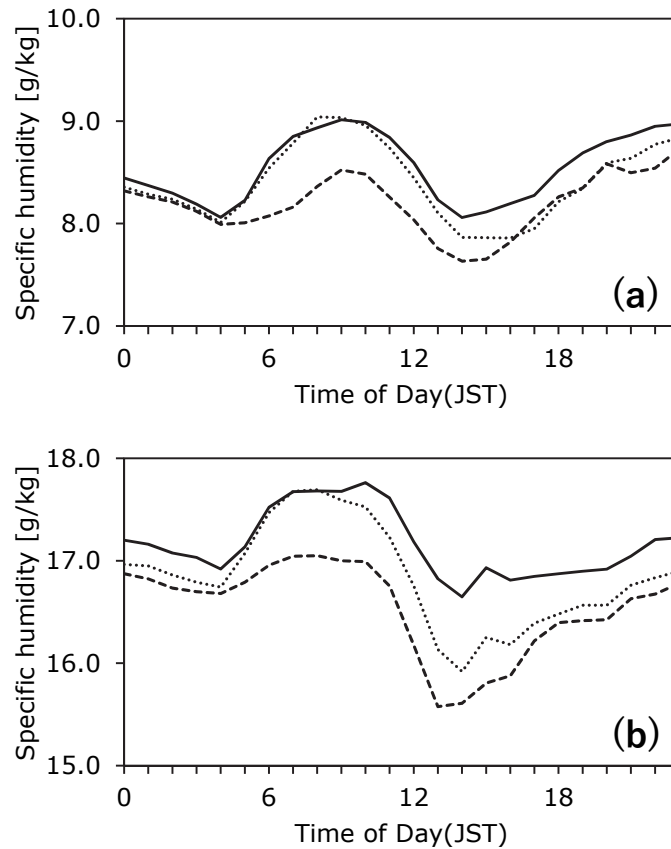 10.0
9.0
8.0
7.0
Specific humidity [g/kg]
(a)
0 6 12 18
Time of Day(JST)
18.0
17.0
16.0
15.0
Specific humidity [g/kg]
(b)
0 6 12 18
Time of Day(JST)